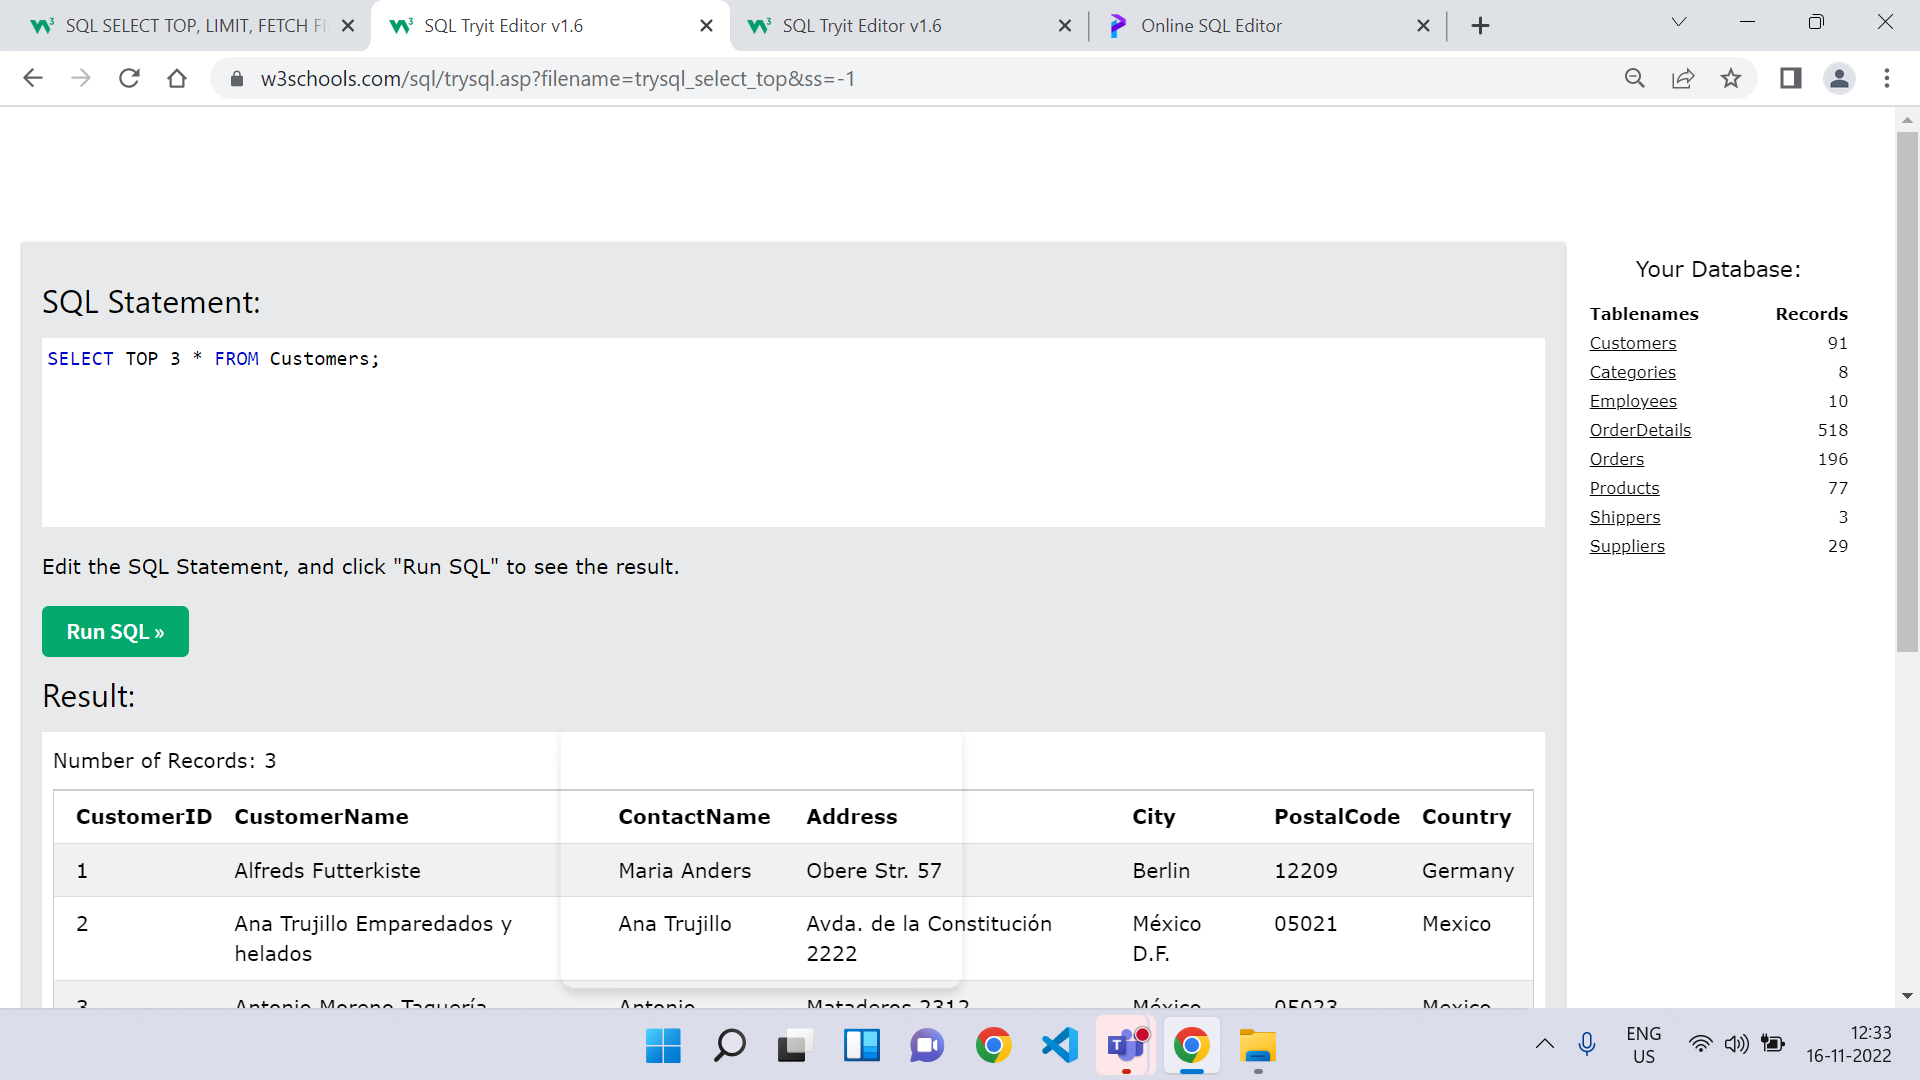 SQL SELECT TOP, LIMIT, FETCH FI
SQL Tryit Editor v1.6
SQL Tryit Editor v1.6
Online SQL Editor
w3schools.com/sql/trysql.asp?filename=trysql_select_top&ss=-1
SQL Statement:
SELECT TOP 3 * FROM Customers;
Edit the SQL Statement, and click "Run SQL" to see the result.
Run SQL »
Result:
Number of Records: 3
CustomerID CustomerName ContactName Address City PostalCode Country
1 Alfreds Futterkiste Maria Anders Obere Str. 57 Berlin 12209 Germany
2 Ana Trujillo Emparedados y helados Ana Trujillo Avda. de la Constitución 2222 México D.F. 05021 Mexico
3 Antonio Moreno Taquería Antonio Mataderos 2312 México 05023 Mexico
Your Database:
Tablenames Records
Customers 91
Categories 8
Employees 10
OrderDetails 518
Orders 196
Products 77
Shippers 3
Suppliers 29
ENG
US
12:33
16-11-2022